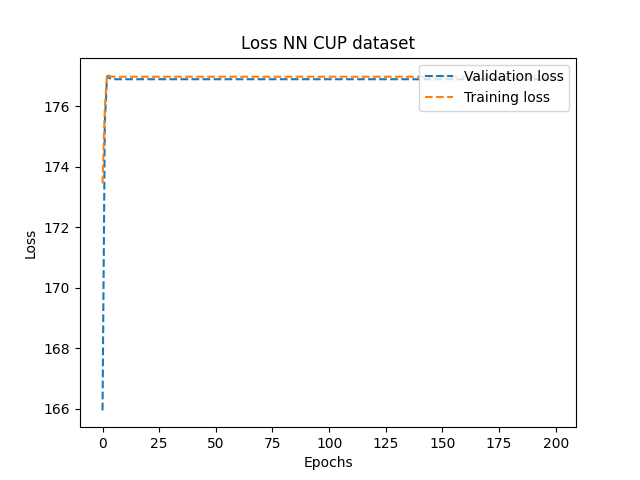 Loss NN CUP dataset
Validation loss
Training loss
176
174
172
170
168
166
Loss
0 25 50 75 100 125 150 175 200
Epochs